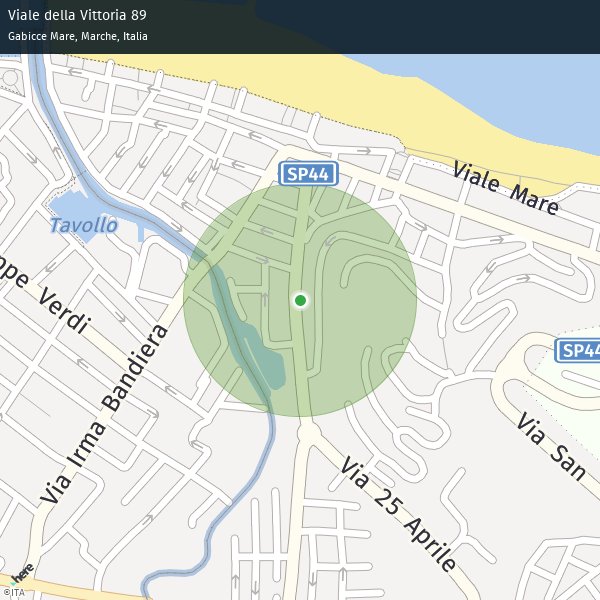 Viale della Vittoria 89
Gabicce Mare, Marche, Italia
SP44
Viale Mare
Tavollo
ppe Verdi
SP44
Via Irma Bandiera
Via San
Via 25 Aprile
here
©ITA